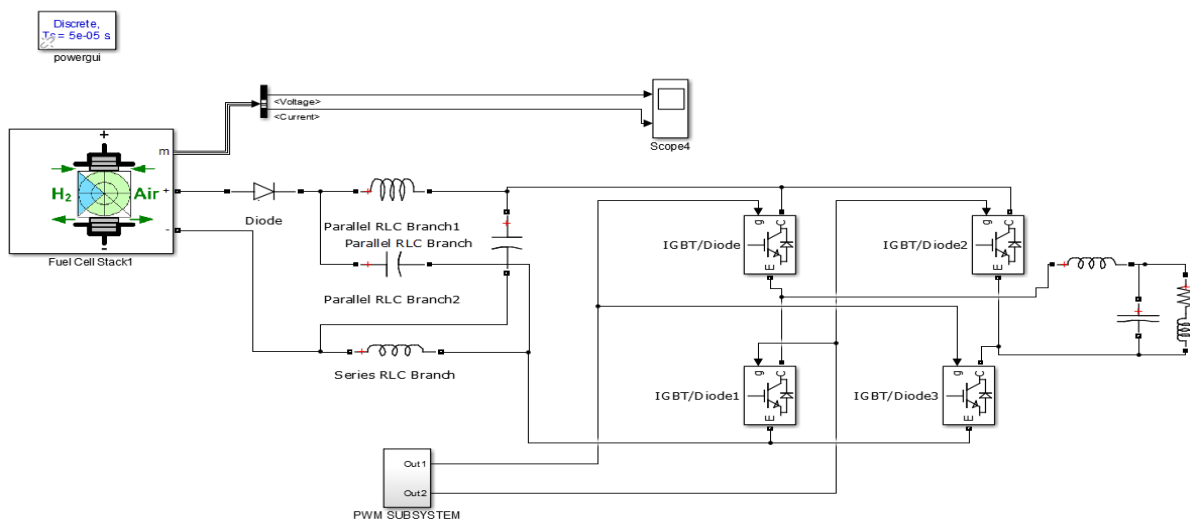 Discrete,
Ts = 5e-05 s
powergui
<Voltage>
<Current>
Scope4
+
m
H2
Air
+
-
-
Fuel Cell Stack1
Diode
Parallel RLC Branch1
Parallel RLC Branch
Parallel RLC Branch2
Series RLC Branch
g
C
E
IGBT/Diode
g
C
E
IGBT/Diode2
g
C
E
IGBT/Diode1
g
C
E
IGBT/Diode3
Out1
Out2
PWM SUBSYSTEM